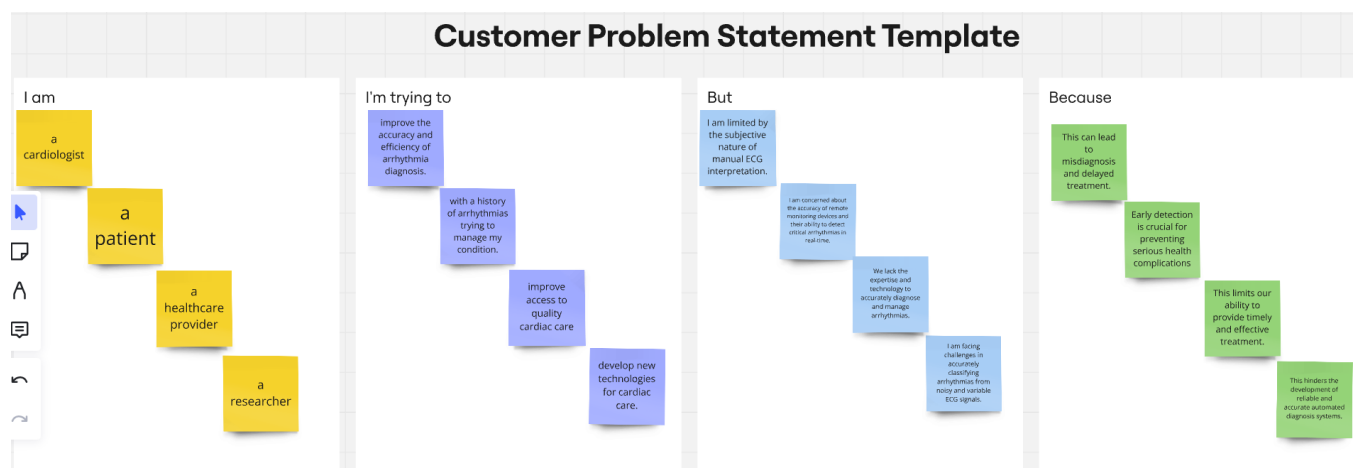 Customer Problem Statement Template
I am
a
cardiologist
a
patient
a
healthcare
provider
a
researcher
I'm trying to
improve the
accuracy and
efficiency of
arrhythmia
diagnosis.
with a history
of arrhythmias
trying to
manage my
condition.
improve
access to
quality
cardiac care
develop new
technologies
for cardiac
care.
But
I am limited by
the subjective
nature of
manual ECG
interpretation.
I am concerned about
the accuracy of remote
monitoring devices and
their ability to detect
critical arrhythmias in
real-time.
We lack the
expertise and
technology to
accurately diagnose
and manage
arrhythmias.
I am facing
challenges in
accurately
classifying
arrhythmias from
noisy and variable
ECG signals.
Because
This can lead
to
misdiagnosis
and delayed
treatment.
Early detection
is crucial for
preventing
serious health
complications
This limits our
ability to
provide timely
and effective
treatment.
This hinders the
development of
reliable and
accurate automated
diagnosis systems.